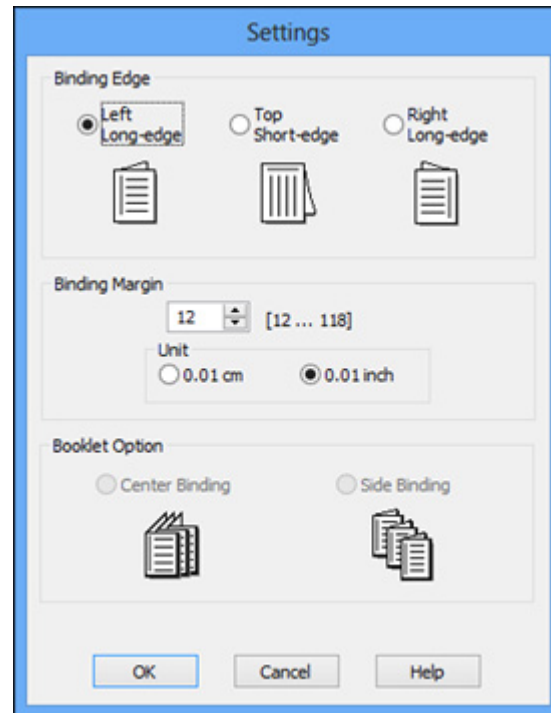 Settings
Binding Edge
Left
Long-edge
Top
Short-edge
Right
Long-edge
Binding Margin
12 [12 ... 118]
Unit
0.01 cm 0.01 inch
Booklet Option
Center Binding Side Binding
OK Cancel Help